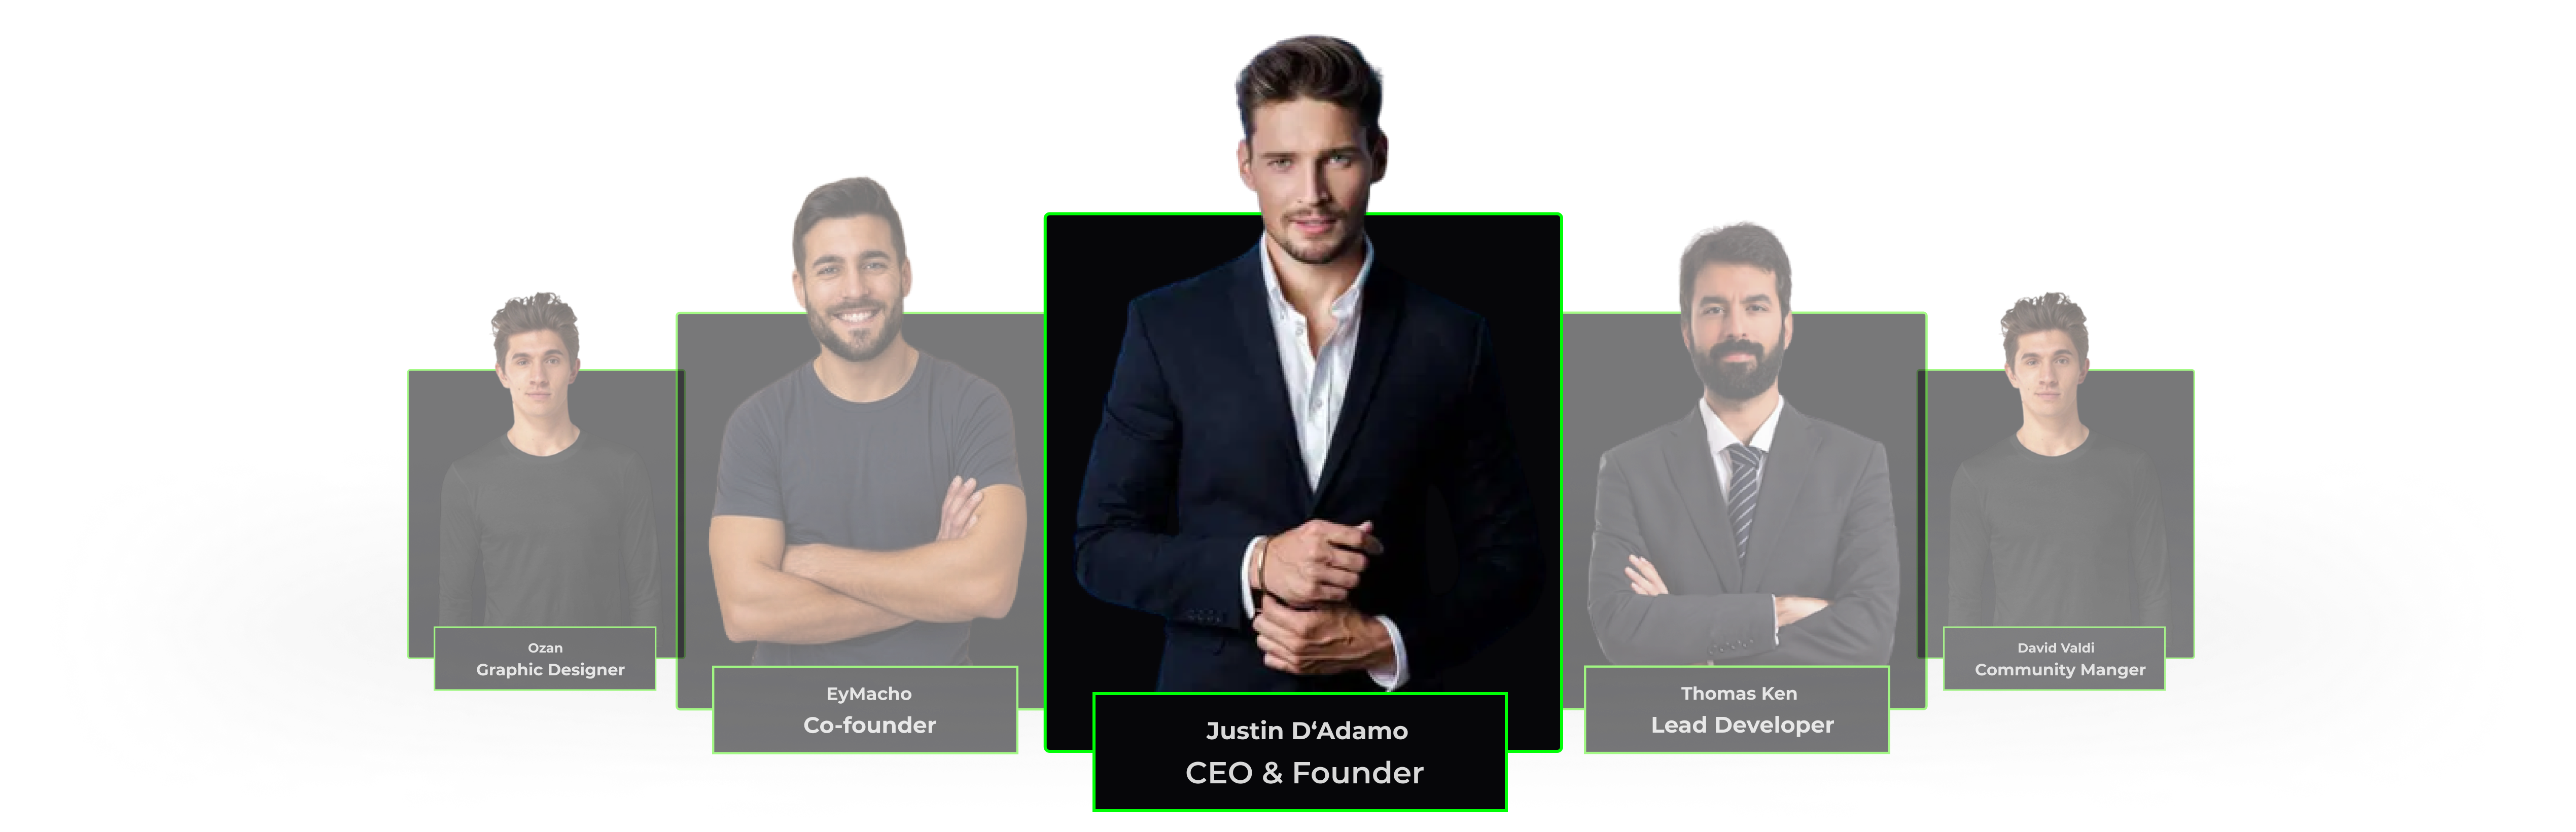 Ozan
Graphic Designer
EyMacho
Co-founder
Justin D‘Adamo
CEO & Founder
Thomas Ken
Lead Developer
David Valdi
Community Manger